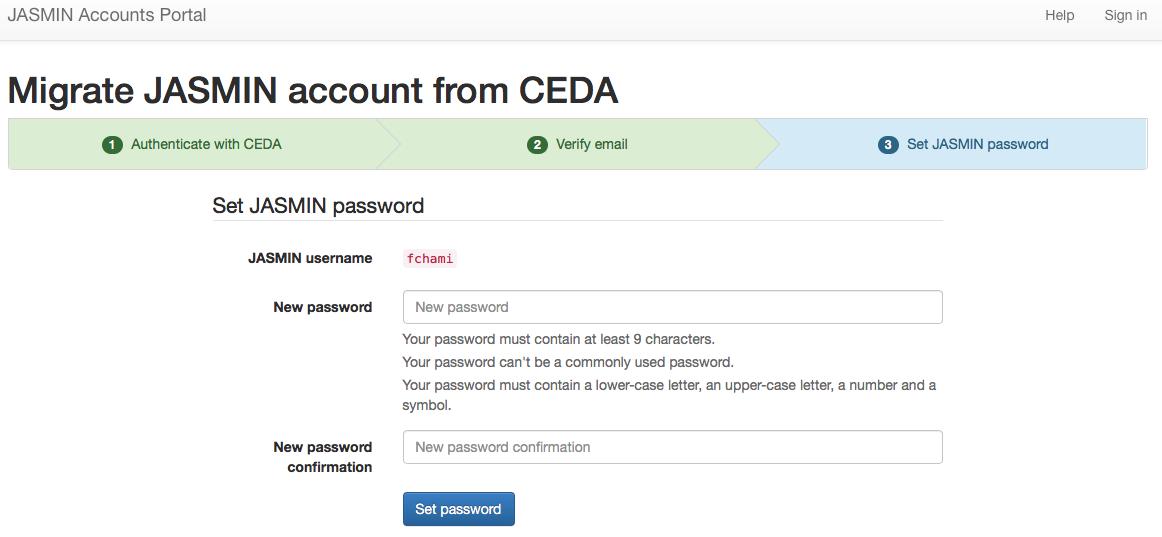 JASMIN Accounts Portal
Help
Sign in
Migrate JASMIN account from CEDA
1 Authenticate with CEDA
2 Verify email
3 Set JASMIN password
Set JASMIN password
JASMIN username
fchami
New password
New password
Your password must contain at least 9 characters.
Your password can't be a commonly used password.
Your password must contain a lower-case letter, an upper-case letter, a number and a
symbol.
New password
confirmation
New password confirmation
Set password